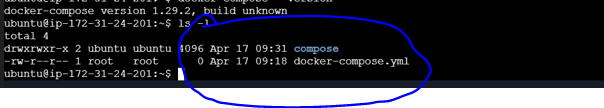 docker-compose version 1.29.2, build unknown
ubuntu@ip-172-31-24-201:~$ ls -l
total 4
drwxrwxr-x 2 ubuntu ubuntu 4096 Apr 17 09:31 compose
-rw-r--r-- 1 root   root      0 Apr 17 09:18 docker-compose.yml
ubuntu@ip-172-31-24-201:~$